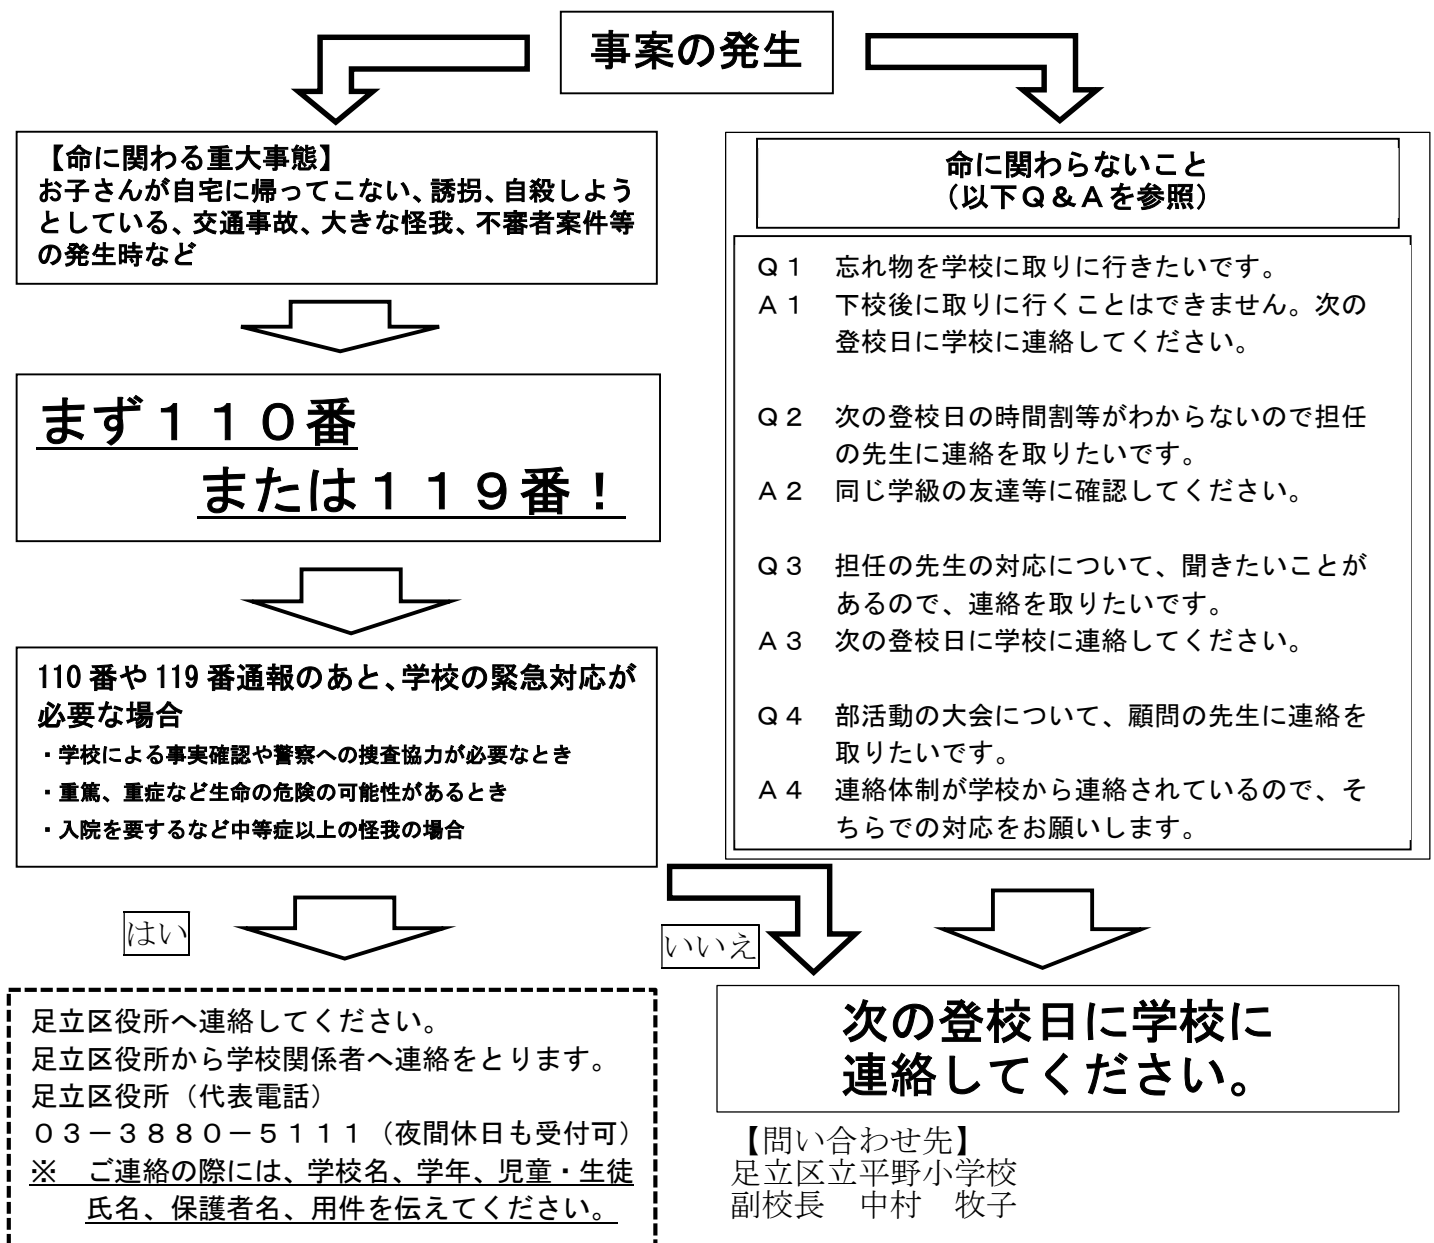 事案の発生
【命に関わる重大事態】
お子さんが自宅に帰ってこない、誘拐、自殺しよう
としている、交通事故、大きな怪我、不審者案件等
の発生時など
まず１１０番
または１１９番！
110番や119番通報のあと、学校の緊急対応が
必要な場合
・学校による事実確認や警察への捜査協力が必要なとき
・重篤、重症など生命の危険の可能性があるとき
・入院を要するなど中等症以上の怪我の場合
はい
いいえ
足立区役所へ連絡してください。
足立区役所から学校関係者へ連絡をとります。
足立区役所（代表電話）
０３－３８８０－５１１１（夜間休日も受付可）
※　ご連絡の際には、学校名、学年、児童・生徒
氏名、保護者名、用件を伝えてください。
命に関わらないこと
（以下Ｑ＆Ａを参照）
Ｑ１　忘れ物を学校に取りに行きたいです。
Ａ１　下校後に取りに行くことはできません。次の
登校日に学校に連絡してください。
Ｑ２　次の登校日の時間割等がわからないので担任
の先生に連絡を取りたいです。
Ａ２　同じ学級の友達等に確認してください。
Ｑ３　担任の先生の対応について、聞きたいことが
あるので、連絡を取りたいです。
Ａ３　次の登校日に学校に連絡してください。
Ｑ４　部活動の大会について、顧問の先生に連絡を
取りたいです。
Ａ４　連絡体制が学校から連絡されているので、そ
ちらでの対応をお願いします。
次の登校日に学校に
連絡してください。
【問い合わせ先】
足立区立平野小学校
副校長　中村　牧子